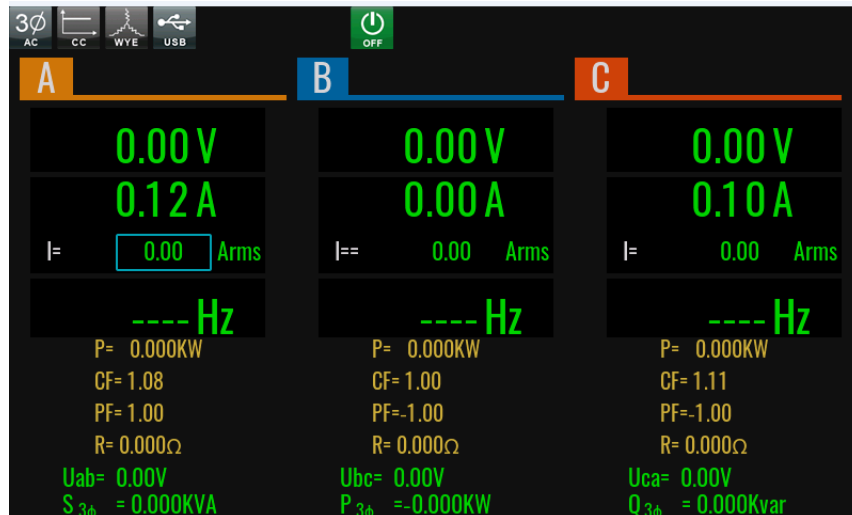 3Ø AC CC WYE USB OFF
A B C
0.00 V 0.00 V 0.00 V
0.12 A 0.00 A 0.10 A
I= 0.00 Arms I== 0.00 Arms I= 0.00 Arms
---- Hz ---- Hz ---- Hz
P= 0.000KW P= 0.000KW P= 0.000KW
CF= 1.08 CF= 1.00 CF= 1.11
PF= 1.00 PF=-1.00 PF=-1.00
R= 0.000Ω R= 0.000Ω R= 0.000Ω
Uab= 0.00V Ubc= 0.00V Uca= 0.00V
S 3φ = 0.000KVA P 3φ =-0.000KW Q 3φ = 0.000Kvar